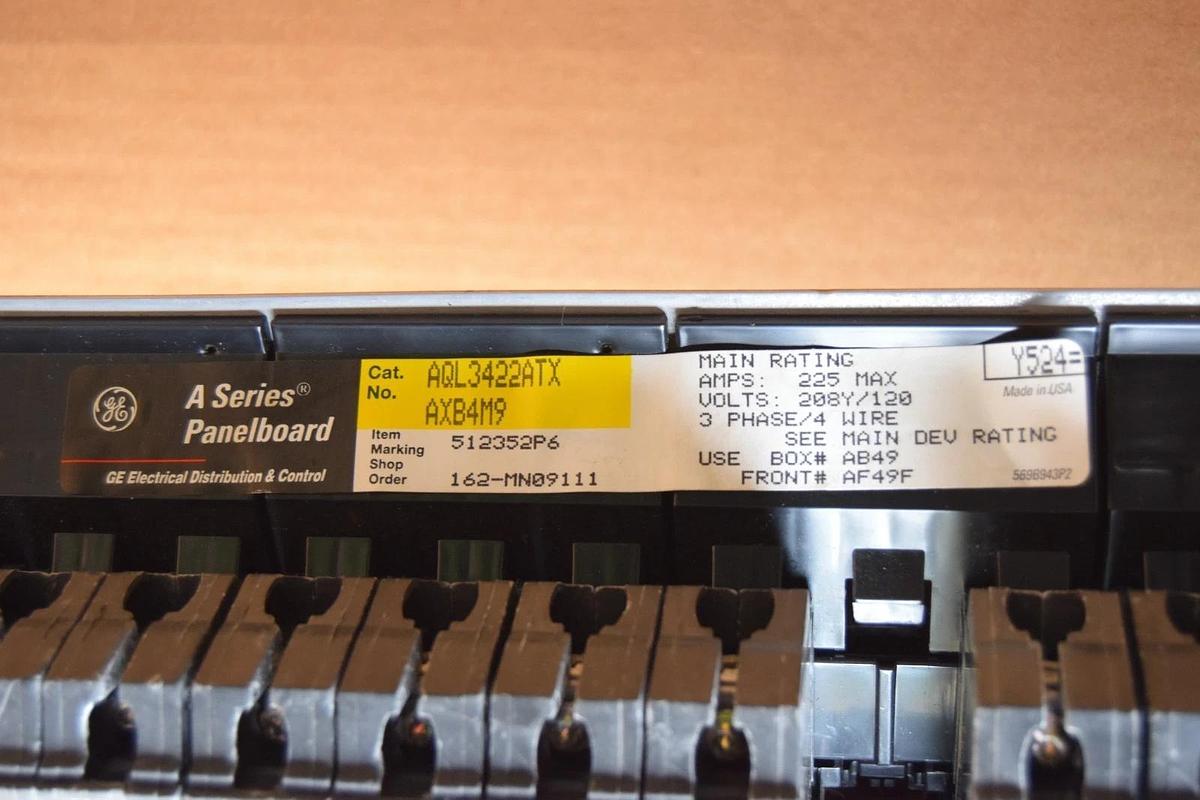 GE
A Series®
Panelboard
GE Electrical Distribution & Control
Cat. No. AQL3422ATX
AXB4M9
Item Marking 512352P6
Shop Order 162-MN09111
MAIN RATING
AMPS: 225 MAX
VOLTS: 208Y/120
3 PHASE/4 WIRE
SEE MAIN DEV RATING
USE BOX# AB49
FRONT# AF49F
Y524=
Made in USA
569B943P2